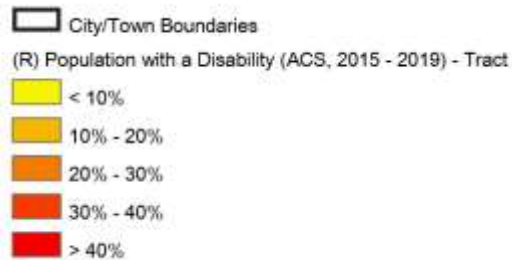 City/Town Boundaries
(R) Population with a Disability (ACS, 2015 - 2019) - Tract
< 10%
10% - 20%
20% - 30%
30% - 40%
> 40%